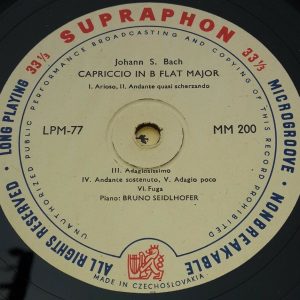 SUPRAPHON
LONG PLAYING 33⅓
33⅓ MICROGROOVE · NONBREAKABLE
ALL RIGHTS RESERVED
UNAUTHORIZED PUBLIC PERFORMANCE BROADCASTING AND COPYING OF THIS RECORD PROHIBITED
Johann S. Bach
CAPRICCIO IN B FLAT MAJOR
I. Arioso, II. Andante quasi scherzando
LPM-77
MM 200
III. Adagiosissimo
IV. Andante sostenuto, V. Adagio poco
VI. Fuga
Piano: BRUNO SEIDLHOFER
MADE IN CZECHOSLOVAKIA